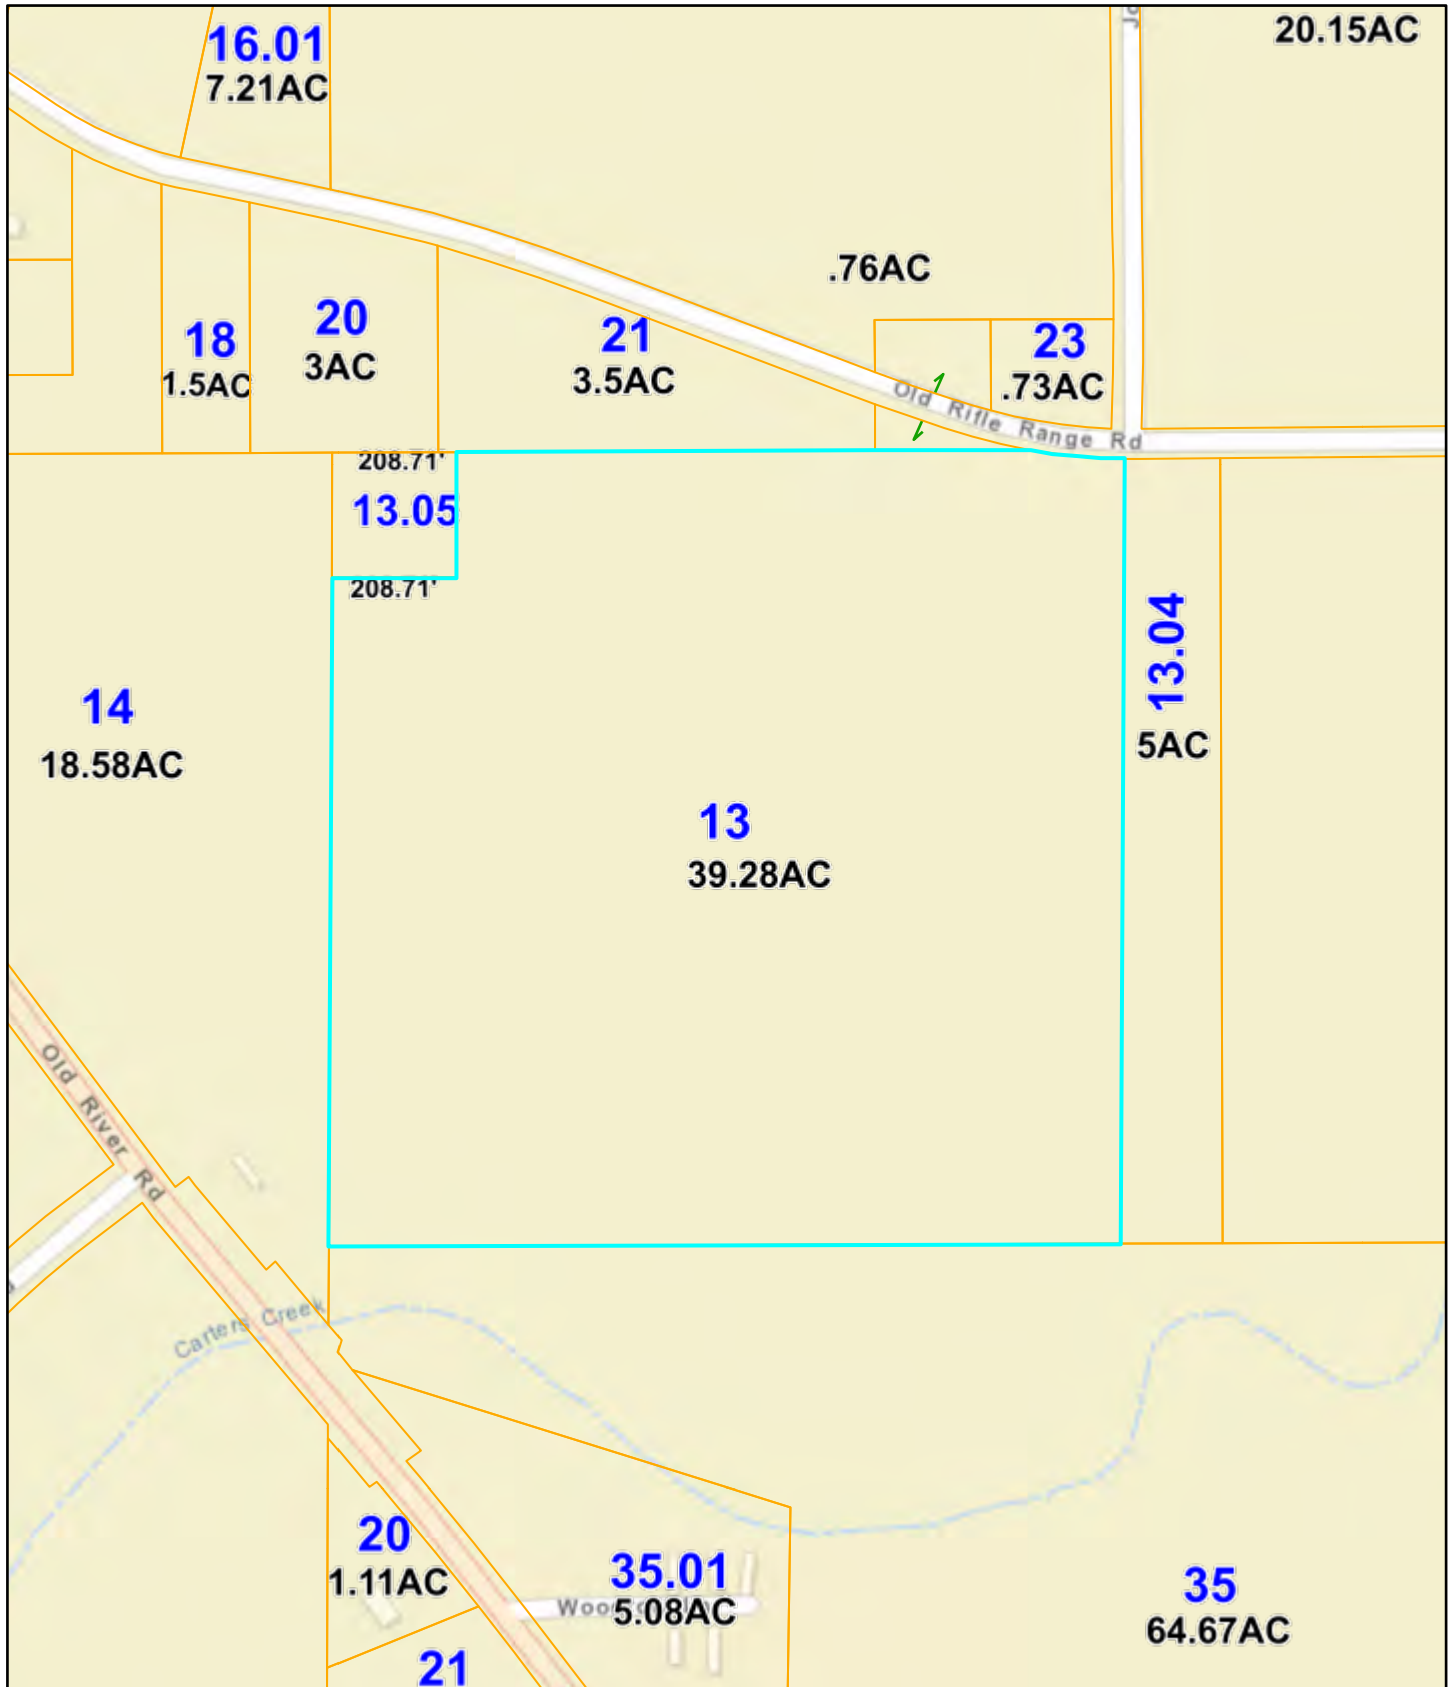 16.01
7.21AC
20.15AC
.76AC
18
1.5AC
20
3AC
21
3.5AC
23
.73AC
Old Rifle Range Rd
208.71'
13.05
208.71'
13.04
5AC
14
18.58AC
13
39.28AC
Old River Rd
Carters Creek
20
1.11AC
35.01
5.08AC
35
64.67AC
21